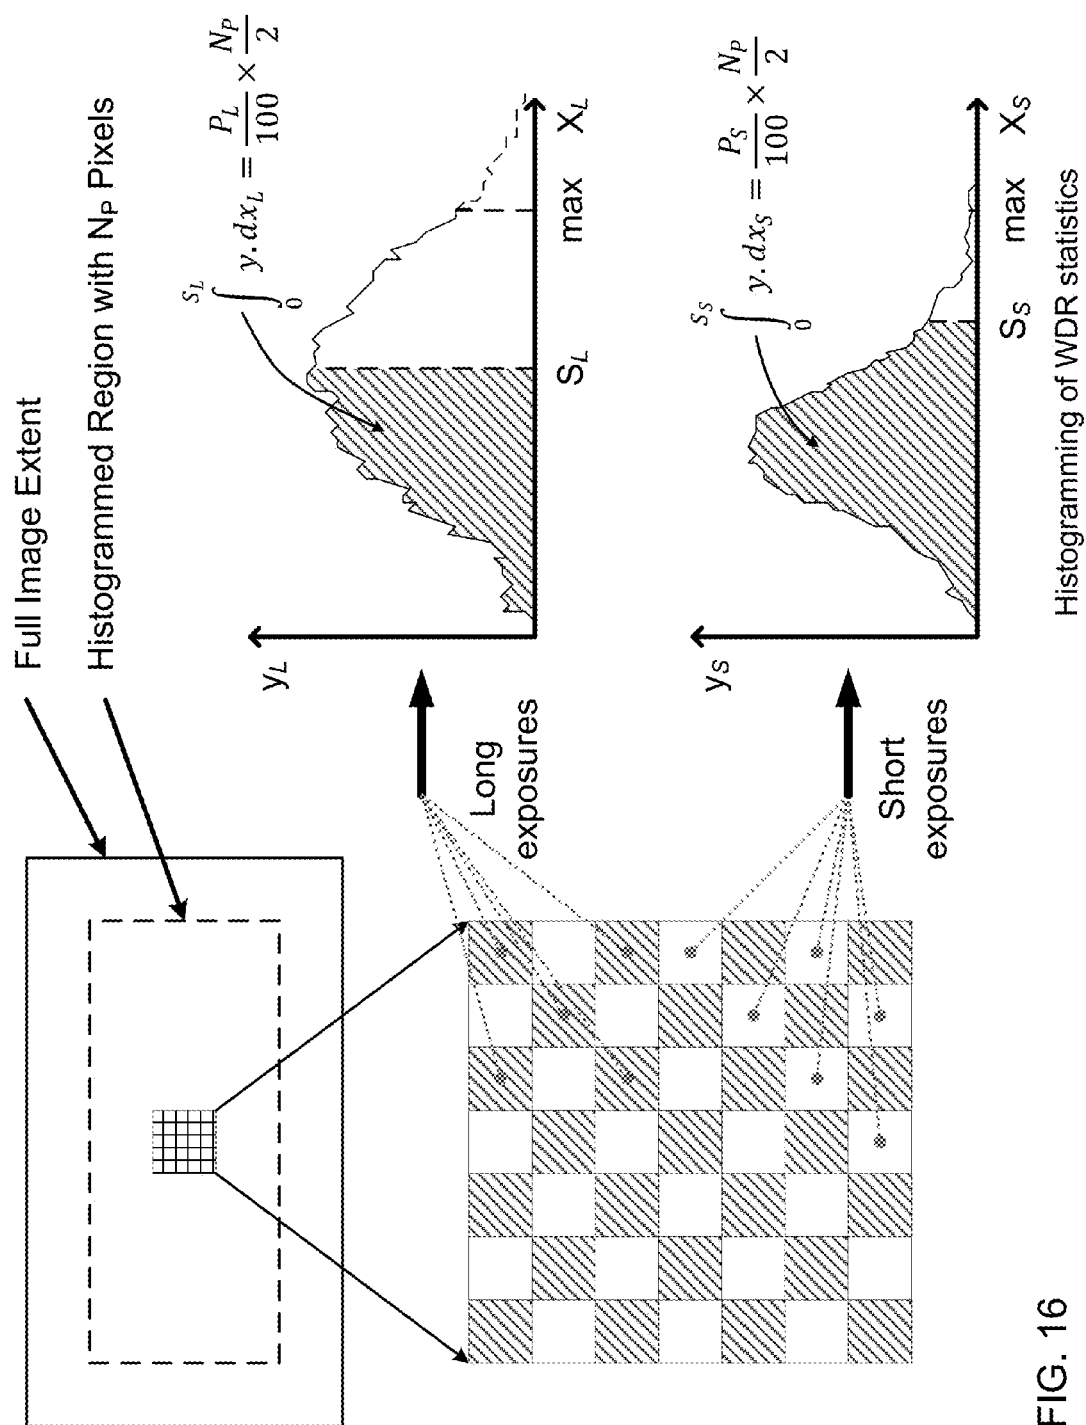 Full Image Extent
Histogrammed Region with N_P Pixels
Long
exposures
y_L
∫_0^{S_L} y.dx_L = P_L/100 × N_P/2
S_L max X_L
Short
exposures
y_S
∫_0^{S_S} y.dx_S = P_S/100 × N_P/2
S_S max X_S
Histogramming of WDR statistics
FIG. 16